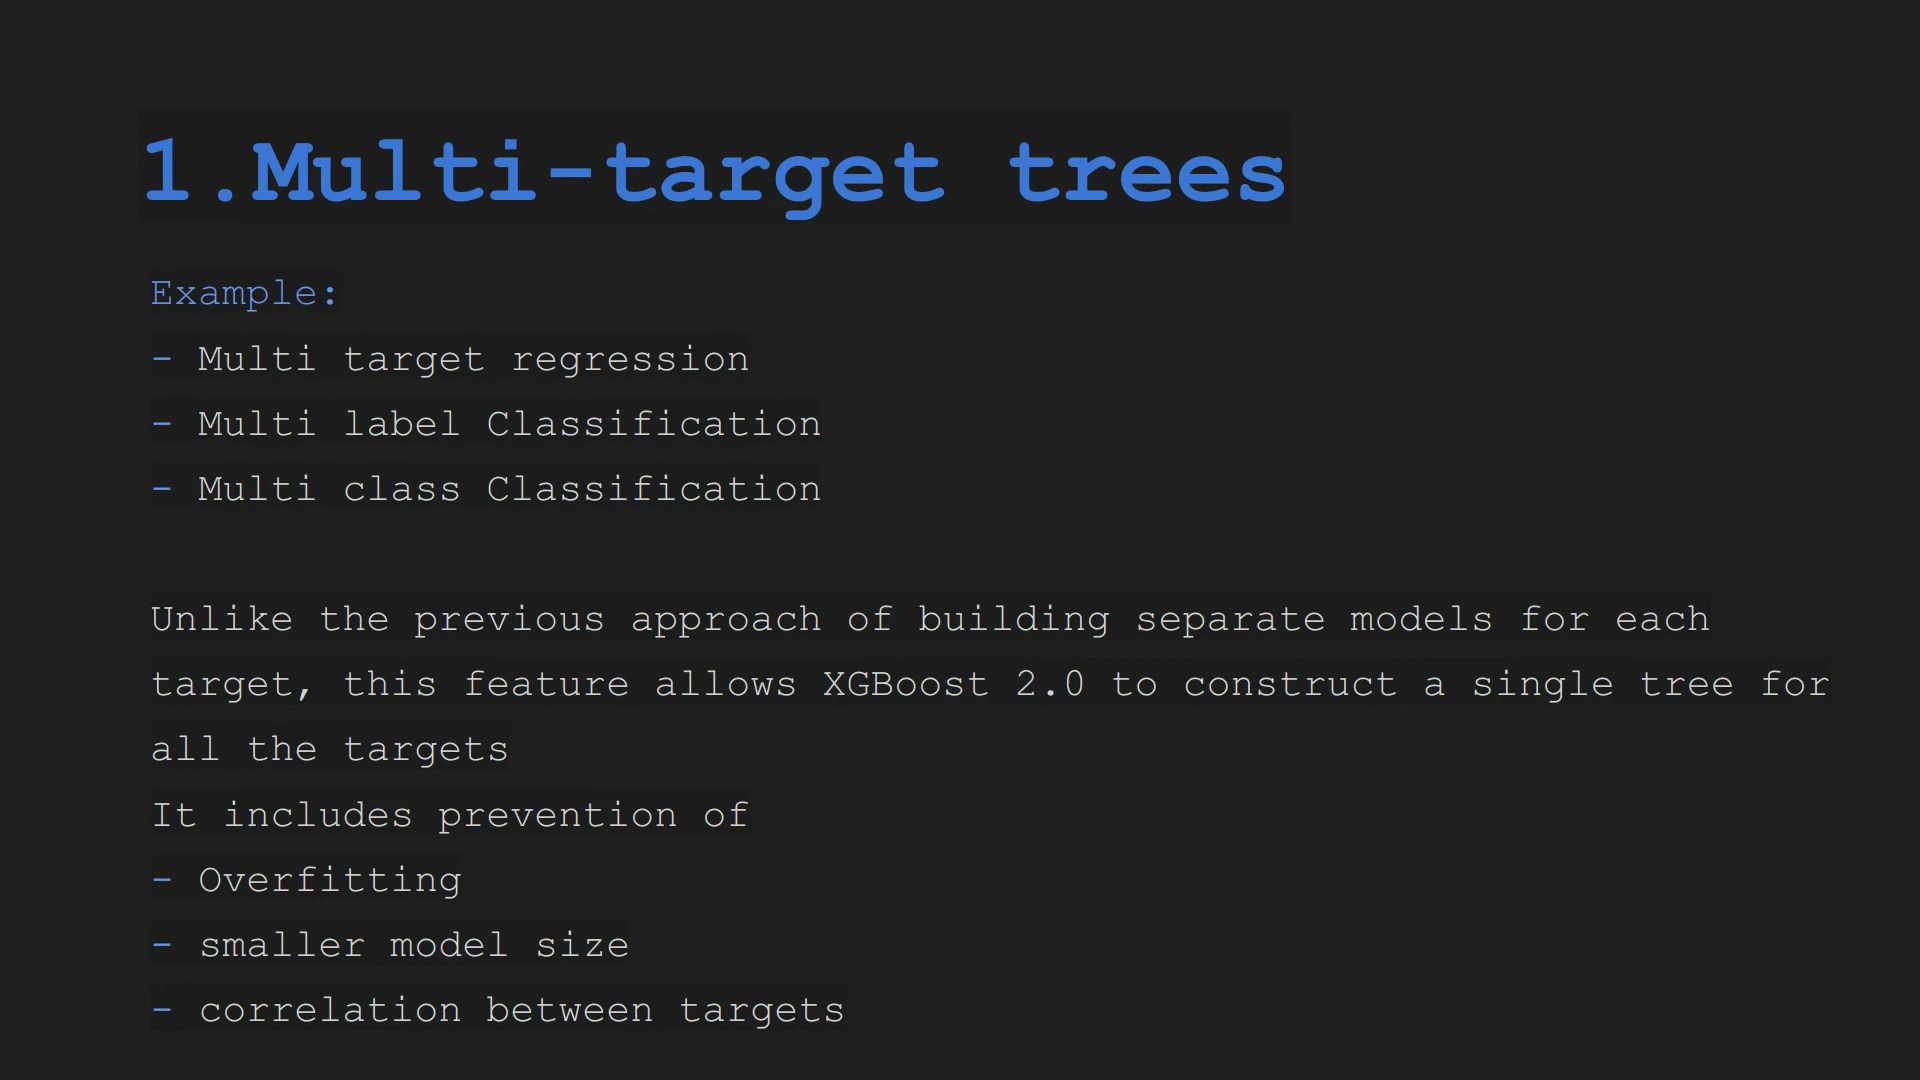 1.Multi-target trees
Example:
- Multi target regression
- Multi label Classification
- Multi class Classification
Unlike the previous approach of building separate models for each
target, this feature allows XGBoost 2.0 to construct a single tree for
all the targets
It includes prevention of
- Overfitting
- smaller model size
- correlation between targets